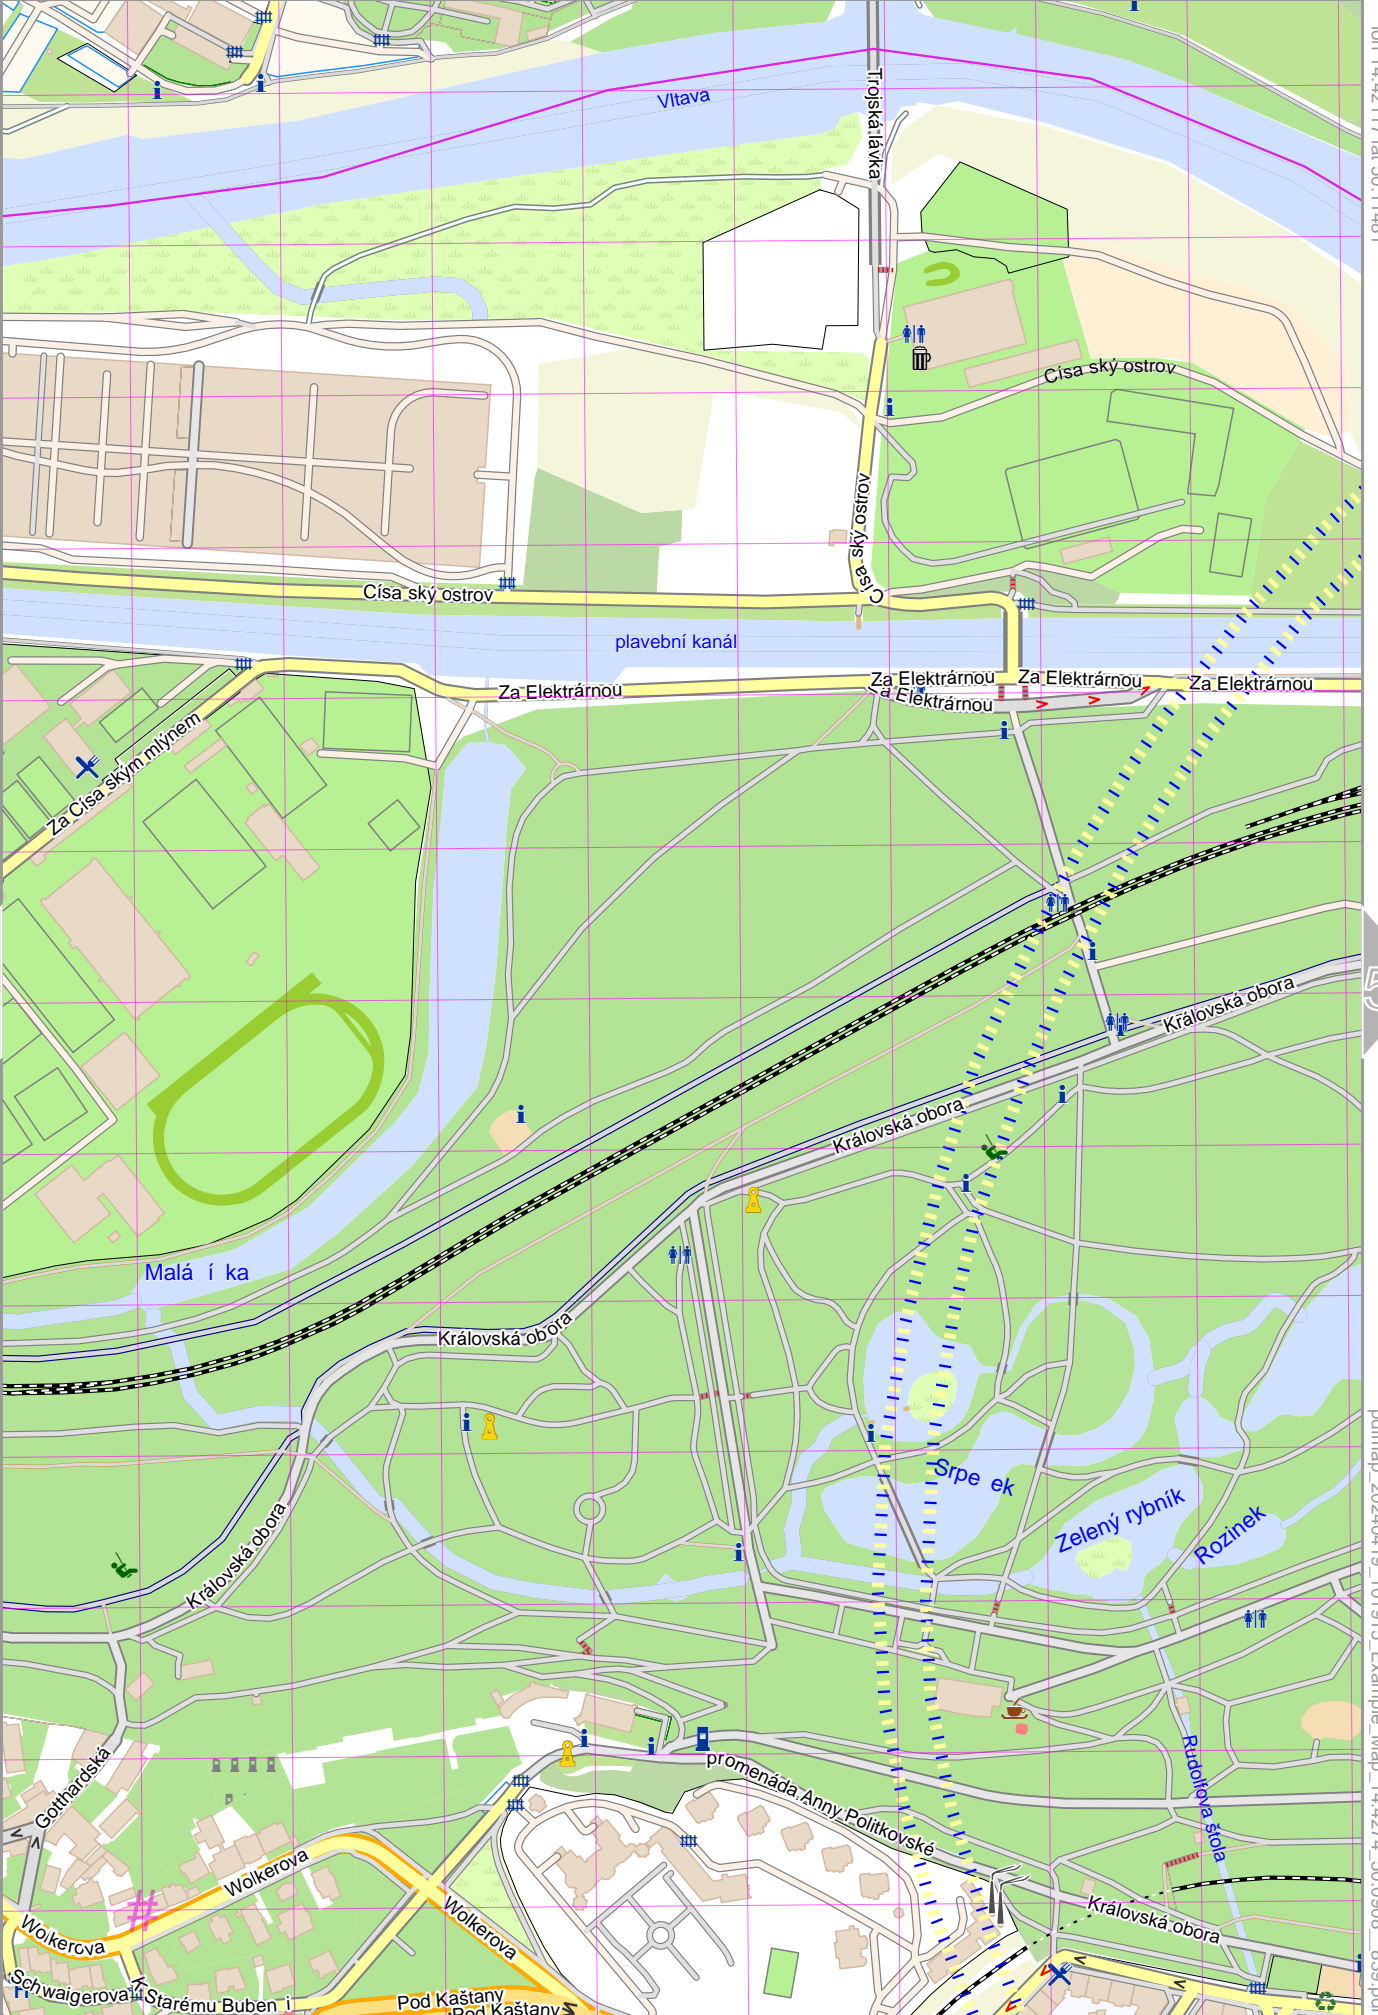 Vltava
Trojská lávka
Císa ský ostrov
Císa ský ostrov
Císa ský ostrov
Císa
plavební kanál
Za Elektrárnou
Za Elektrárnou
Za Elektrárnou
Za Elektrárnou
Za Elektrárnou
Za Císa ským mlýnem
Královská obora
Královská obora
Malá í ka
Královská obora
Srpe ek
Zelený rybník
Rozinek
Královská obora
Rudolfova štola
Gotthardská
promenáda Anny Politkovské
Wolkerova
Wolkerova
Wolkerova
Královská obora
Schwaigerova
K Starému Buben i
Pod Kaštany
Pod Kaštany
5